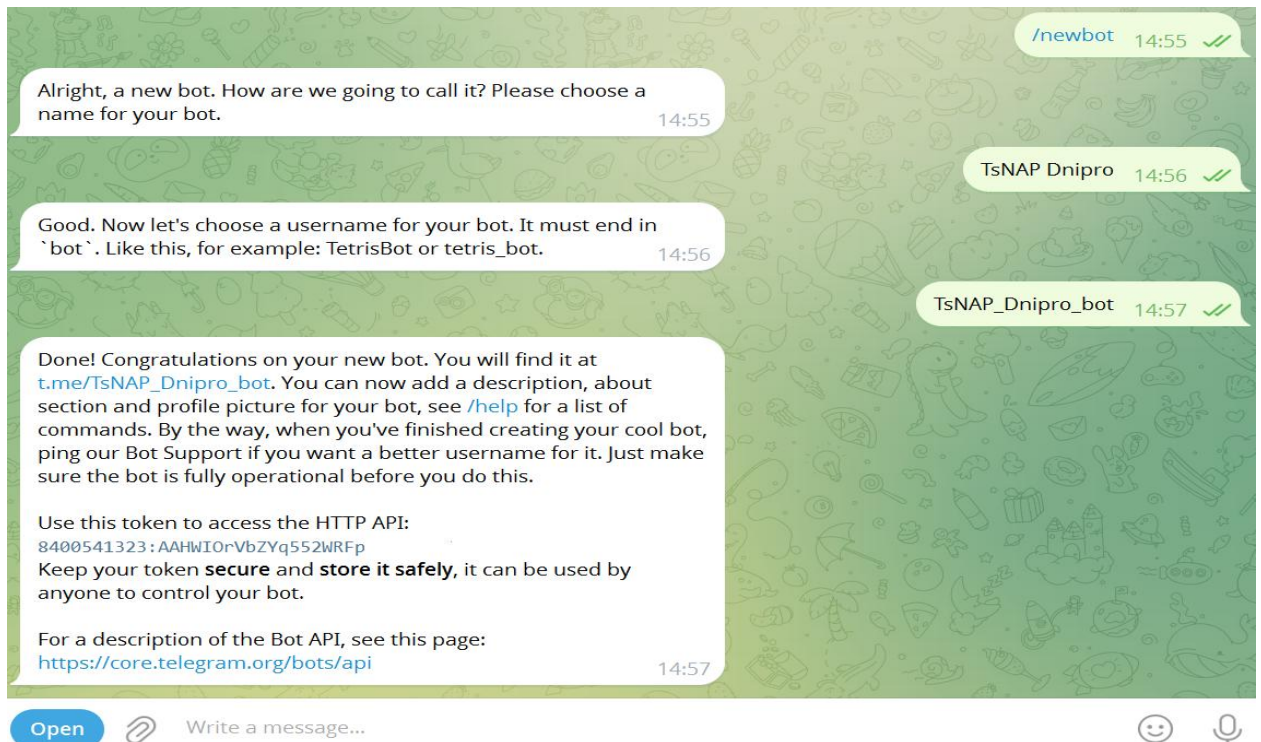 /newbot 14:55
Alright, a new bot. How are we going to call it? Please choose a
name for your bot. 14:55
TsNAP Dnipro 14:56
Good. Now let's choose a username for your bot. It must end in
`bot`. Like this, for example: TetrisBot or tetris_bot. 14:56
TsNAP_Dnipro_bot 14:57
Done! Congratulations on your new bot. You will find it at
t.me/TsNAP_Dnipro_bot. You can now add a description, about
section and profile picture for your bot, see /help for a list of
commands. By the way, when you've finished creating your cool bot,
ping our Bot Support if you want a better username for it. Just make
sure the bot is fully operational before you do this.
Use this token to access the HTTP API:
8400541323:AAHWIOrVbZYq552WRFp
Keep your token secure and store it safely, it can be used by
anyone to control your bot.
For a description of the Bot API, see this page:
https://core.telegram.org/bots/api 14:57
Open Write a message...